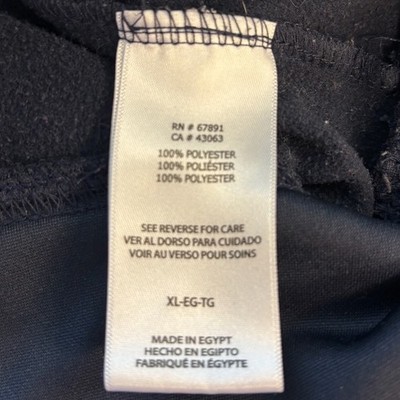 RN # 67891
CA # 43063
100% POLYESTER
100% POLIÉSTER
100% POLYESTER
SEE REVERSE FOR CARE
VER AL DORSO PARA CUIDADO
VOIR AU VERSO POUR SOINS
XL-EG-TG
MADE IN EGYPT
HECHO EN EGIPTO
FABRIQUÉ EN ÉGYPTE